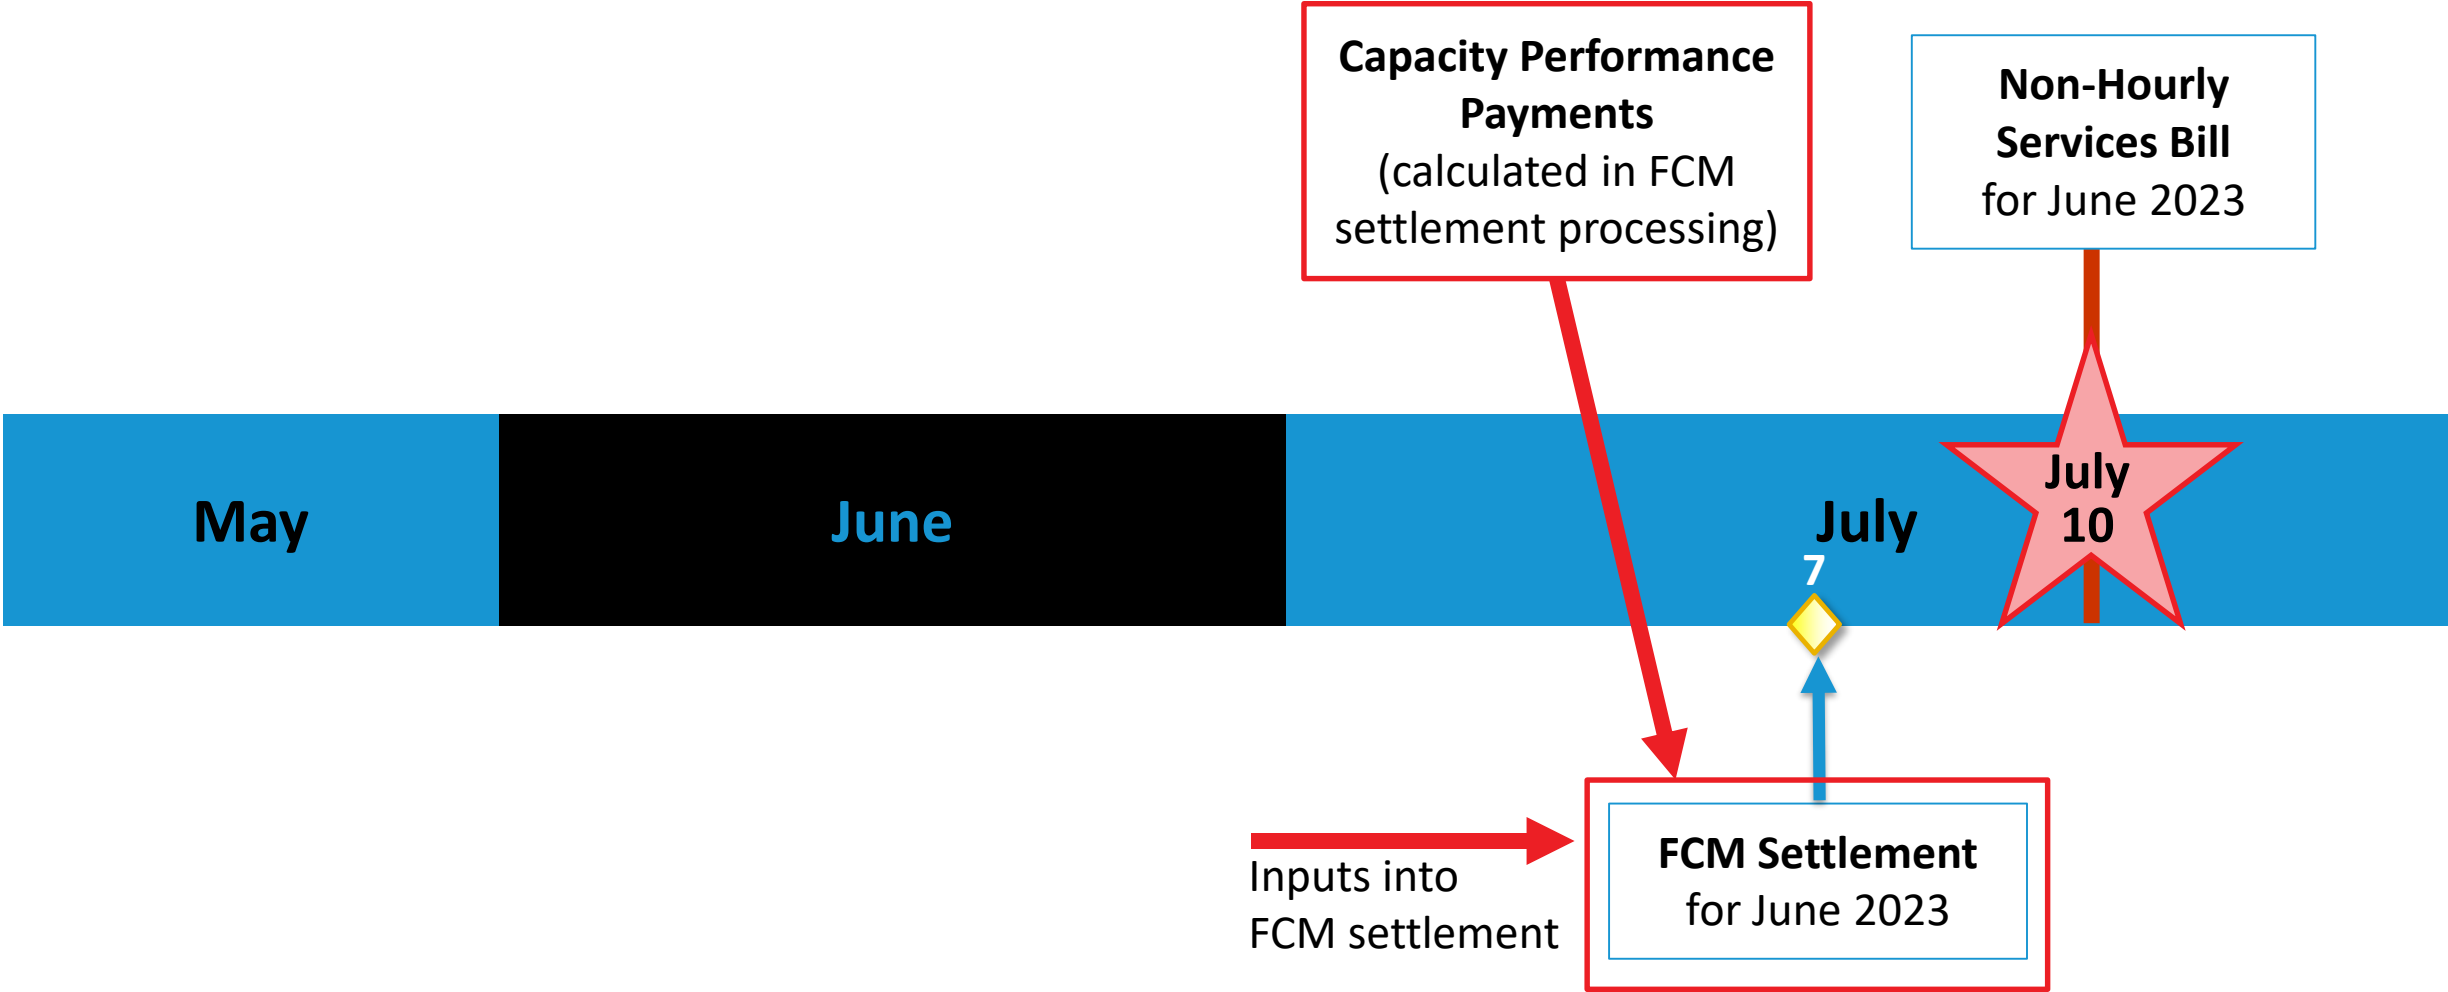 Capacity Performance
Payments
(calculated in FCM
settlement processing)
Non-Hourly
Services Bill
for June 2023
May
June
July
July
10
7
Inputs into
FCM settlement
FCM Settlement
for June 2023